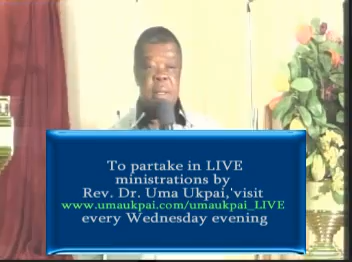 To partake in LIVE
ministrations by
Rev. Dr. Uma Ukpai,'visit
www.umaukpai.com/umaukpai_LIVE
every Wednesday evening